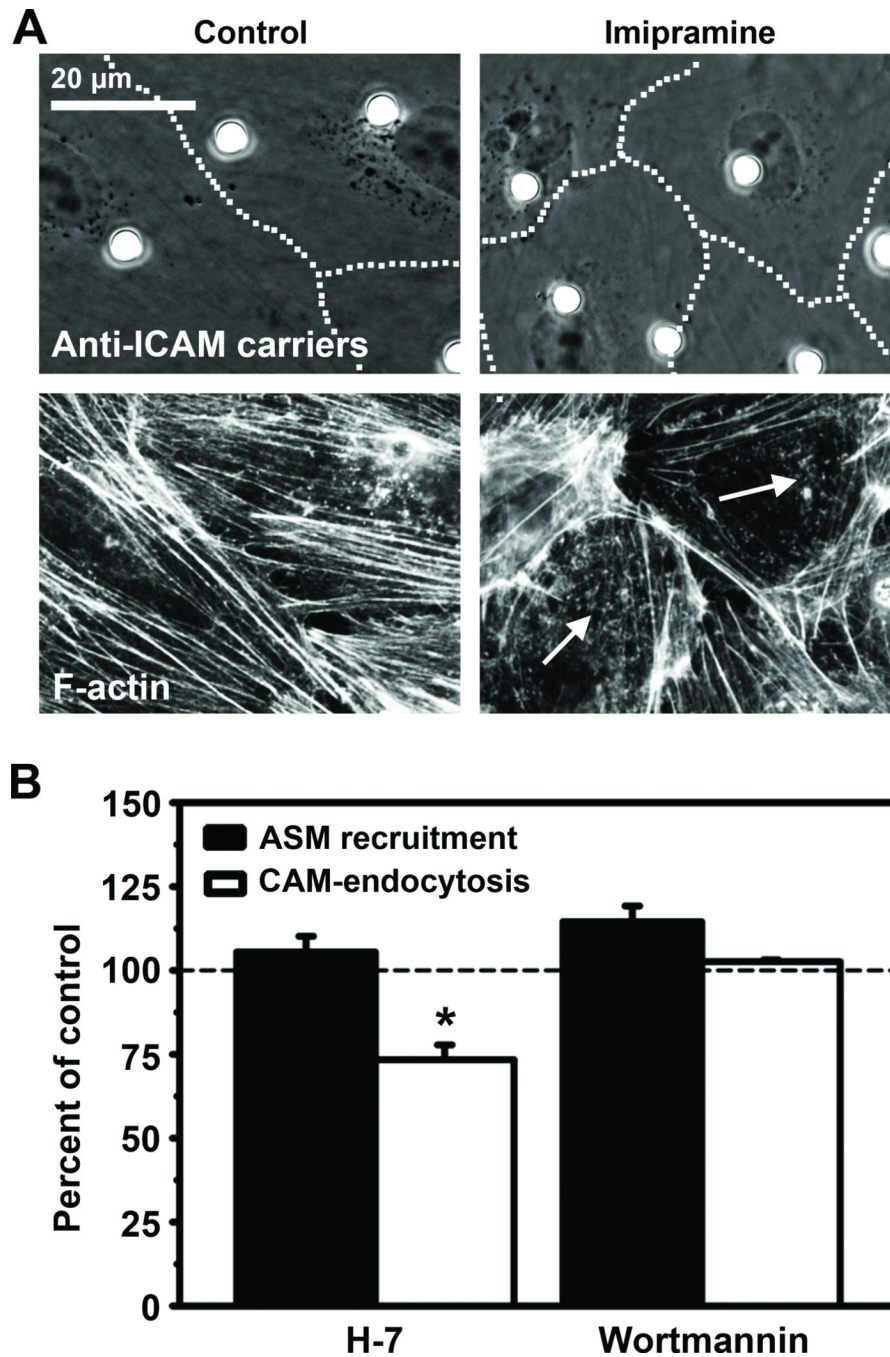 A
Control
Imipramine
20 μm
Anti-ICAM carriers
F-actin
B
150
125
100
75
50
25
0
Percent of control
ASM recruitment
CAM-endocytosis
*
H-7
Wortmannin